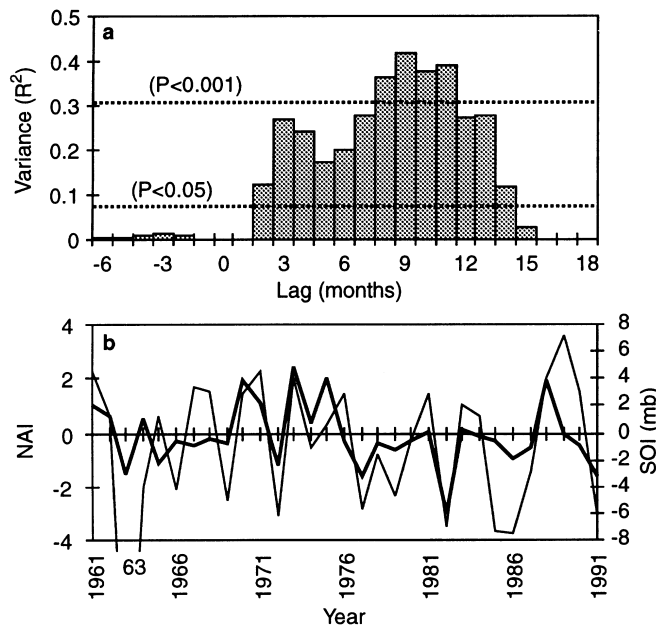 a
0.5
0.4
0.3
0.2
0.1
0
Variance (R²)
(P<0.001)
(P<0.05)
-6 -3 0 3 6 9 12 15 18
Lag (months)
b
4
2
0
-2
-4
NAI
8
6
4
2
0
-2
-4
-6
-8
SOI (mb)
1961 63 1966 1971 1976 1981 1986 1991
Year